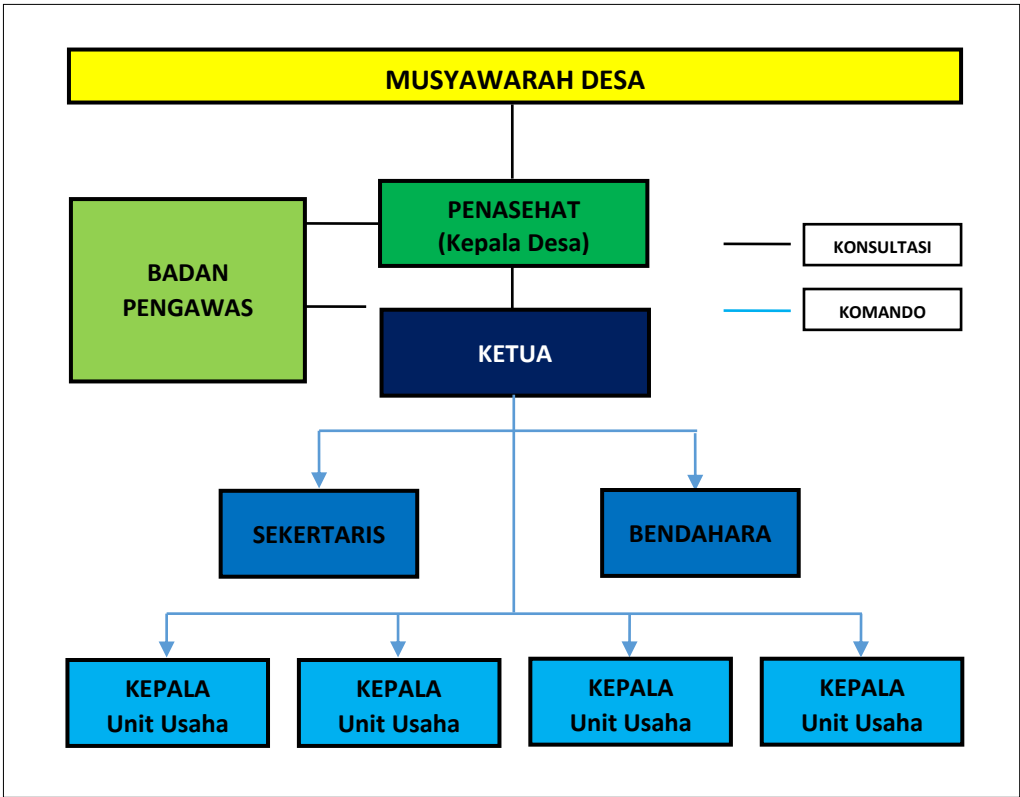 MUSYAWARAH DESA
PENASEHAT
(Kepala Desa)
BADAN
PENGAWAS
KONSULTASI
KOMANDO
KETUA
SEKERTARIS
BENDAHARA
KEPALA
Unit Usaha
KEPALA
Unit Usaha
KEPALA
Unit Usaha
KEPALA
Unit Usaha